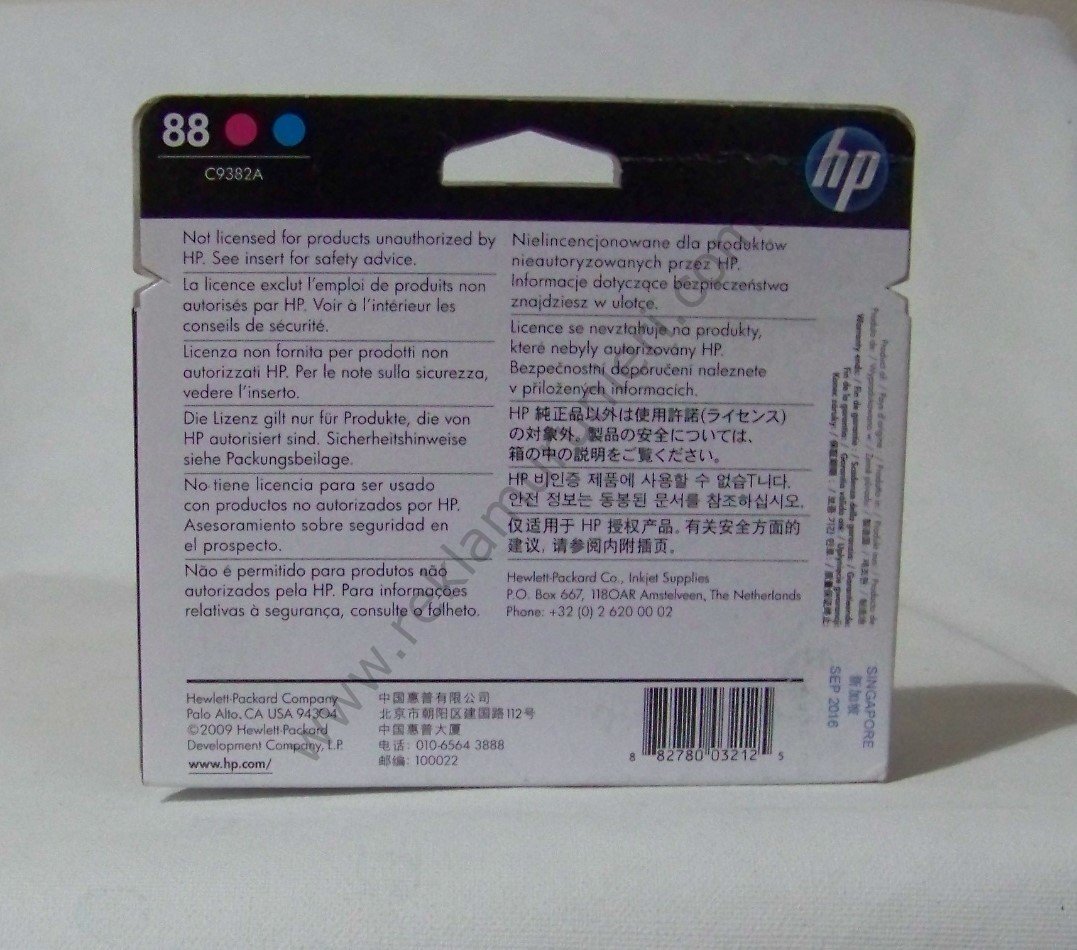 88
C9382A
hp
Not licensed for products unauthorized by
HP. See insert for safety advice.
La licence exclut l'emploi de produits non
autorisés par HP. Voir à l'intérieur les
conseils de sécurité.
Licenza non fornita per prodotti non
autorizzati HP. Per le note sulla sicurezza,
vedere l'inserto.
Die Lizenz gilt nur für Produkte, die von
HP autorisiert sind. Sicherheitshinweise
siehe Packungsbeilage.
No tiene licencia para ser usado
con productos no autorizados por HP.
Asesoramiento sobre seguridad en
el prospecto.
Não é permitido para produtos não
autorizados pela HP. Para informações
relativas à segurança, consulte o folheto.
Nielincencjonowane dla produktów
nieautoryzowanych przez HP.
Informacje dotyczące bezpieczeństwa
znajdziesz w ulotce.
Licence se nevztahuje na produkty,
které nebyly autorizovány HP.
Bezpečnostní doporučení naleznete
v přiložených informacích.
HP 純正品以外は使用許諾(ライセンス)
の対象外。製品の安全については、
箱の中の説明をご覧ください。
HP 비인증 제품에 사용할 수 없습니다.
안전 정보는 동봉된 문서를 참조하십시오.
仅适用于 HP 授权产品。有关安全方面的
建议, 请参阅内附插页。
Hewlett-Packard Co., Inkjet Supplies
P.O. Box 667, 1180AR Amstelveen, The Netherlands
Phone: +32 (0) 2 620 00 02
Hewlett-Packard Company
Palo Alto, CA USA 94304
©2009 Hewlett-Packard
Development Company, L.P.
www.hp.com/
中国惠普有限公司
北京市朝阳区建国路112号
中国惠普大厦
电话: 010-6564 3888
邮编: 100022
8 82780 03212 5
SINGAPORE
新加坡
SEP 2016